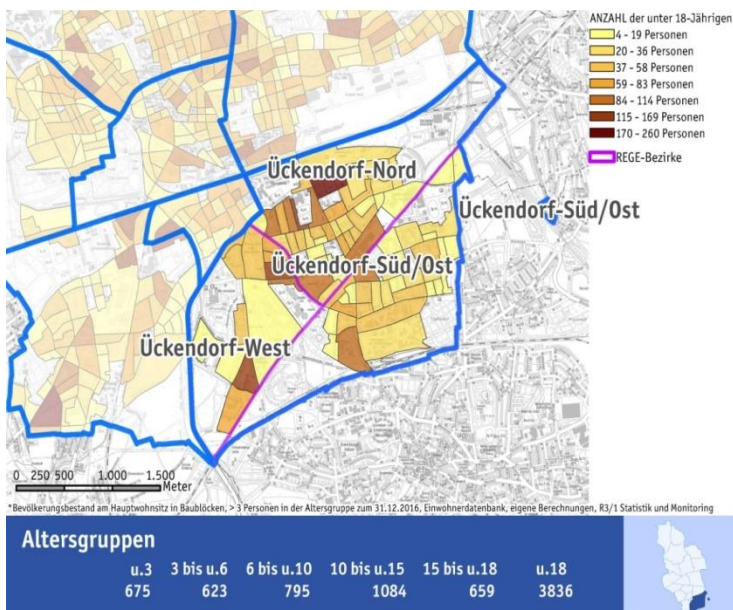 ANZAHL der unter 18-Jährigen
4 - 19 Personen
20 - 36 Personen
37 - 58 Personen
59 - 83 Personen
84 - 114 Personen
115 - 169 Personen
170 - 260 Personen
REGE-Bezirke
Ückendorf-Nord
Ückendorf-Süd/Ost
Ückendorf-Süd/Ost
Ückendorf-West
0 250 500 1.000 1.500
Meter
*Bevölkerungsbestand am Hauptwohnsitz in Baublöcken, > 3 Personen in der Altersgruppe zum 31.12.2016, Einwohnerdatenbank, eigene Berechnungen, R3/1 Statistik und Monitoring
Altersgruppen
u.3 3 bis u.6 6 bis u.10 10 bis u.15 15 bis u.18 u.18
675 623 795 1084 659 3836